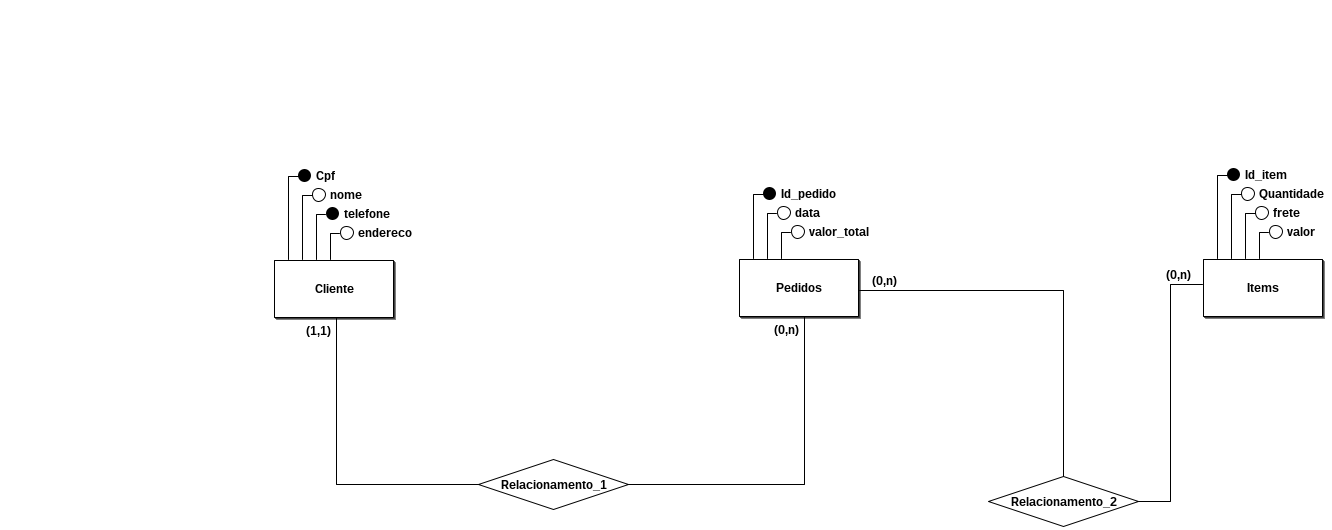 Cpf
nome
telefone
endereco
Cliente
(1,1)
Id_pedido
data
valor_total
Pedidos
(0,n)
(0,n)
Id_item
Quantidade
frete
valor
Items
(0,n)
Relacionamento_1
Relacionamento_2